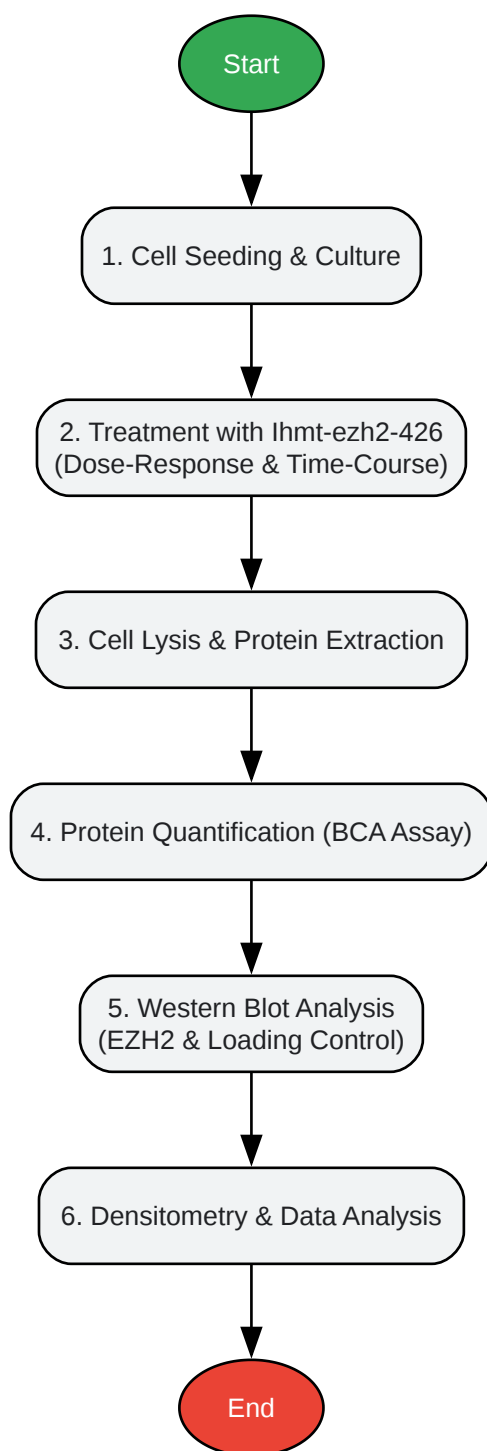 Start
1. Cell Seeding & Culture
2. Treatment with Ihmt-ezh2-426
(Dose-Response & Time-Course)
3. Cell Lysis & Protein Extraction
4. Protein Quantification (BCA Assay)
5. Western Blot Analysis
(EZH2 & Loading Control)
6. Densitometry & Data Analysis
End